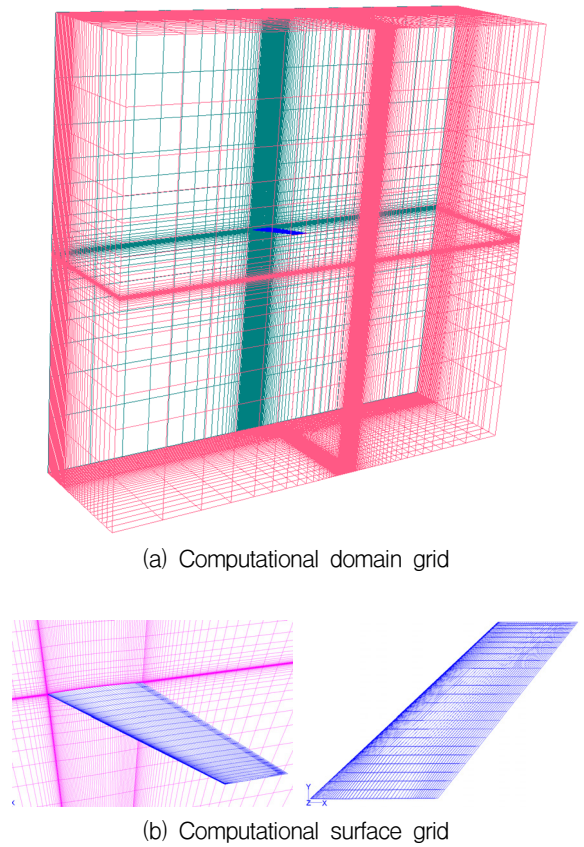 (a) Computational domain grid
Y
Z X
(b) Computational surface grid